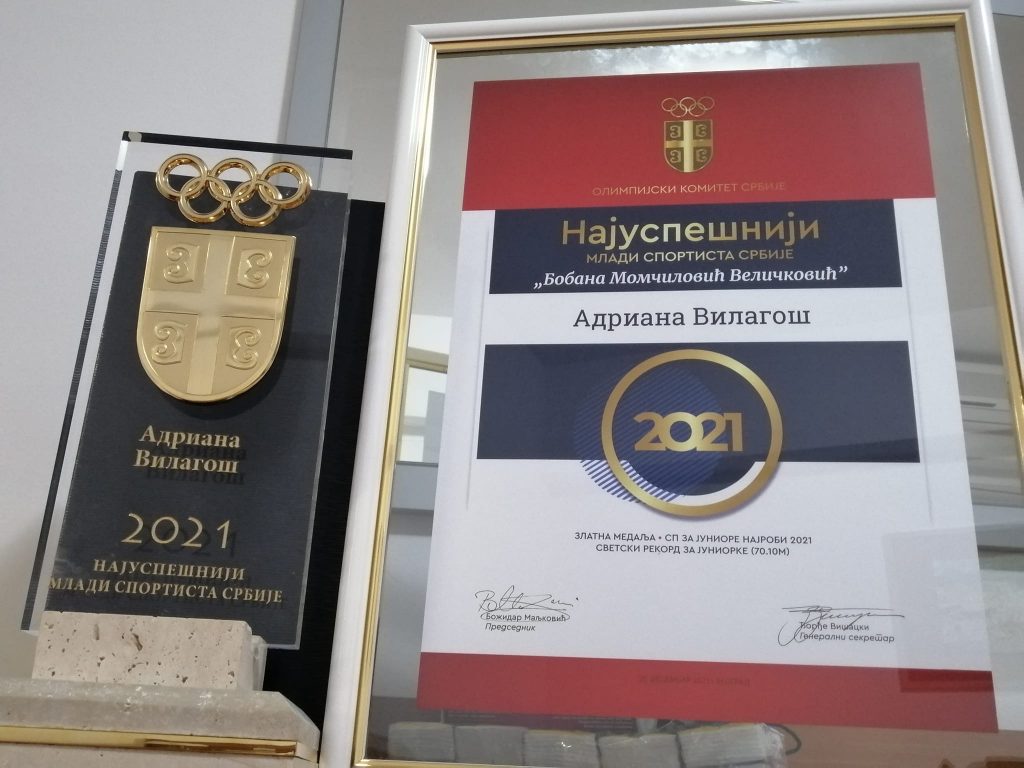 Адриана
Вилагош
2021
НАЈУСПЕШНИЈИ
МЛАДИ СПОРТИСТА СРБИЈЕ
ОЛИМПИЈСКИ КОМИТЕТ СРБИЈЕ
Најуспешнији
МЛАДИ СПОРТИСТА СРБИЈЕ
„Бобана Момчиловић Величковић”
Адриана Вилагош
2021
ЗЛАТНА МЕДАЉА • СП ЗА ЈУНИОРЕ НАЈРОБИ 2021
СВЕТСКИ РЕКОРД ЗА ЈУНИОРКЕ (70.10М)
Божидар Маљковић
Председник
Ђорђе Вишацки
Генерални секретар